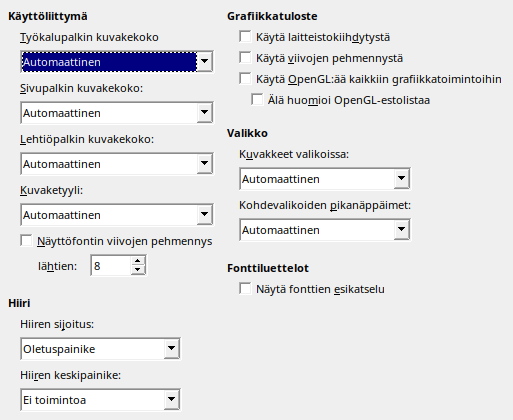 Käyttöliittymä
Työkalupalkin kuvakekoko
Automaattinen
Sivupalkin kuvakekoko:
Automaattinen
Lehtiöpalkin kuvakekoko:
Automaattinen
Kuvaketyyli:
Automaattinen
Näyttöfontin viivojen pehmennys
lähtien:
8
Hiiri
Hiiren sijoitus:
Oletuspainike
Hiiren keskipainike:
Ei toimintoa
Grafiikkatuloste
Käytä laitteistokiihdytystä
Käytä viivojen pehmennystä
Käytä OpenGL:ää kaikkiin grafiikkatoimintoihin
Älä huomioi OpenGL-estolistaa
Valikko
Kuvakkeet valikoissa:
Automaattinen
Kohdevalikoiden pikanäppäimet:
Automaattinen
Fonttiluettelot
Näytä fonttien esikatselu